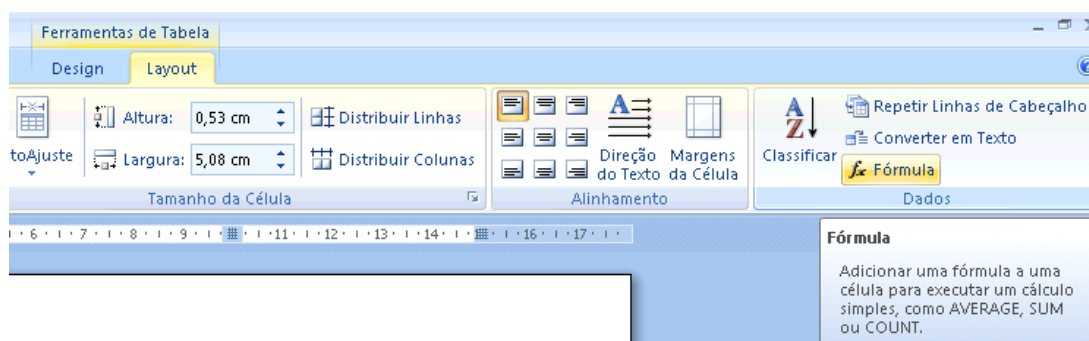 Ferramentas de Tabela
Design Layout
Altura: 0,53 cm Distribuir Linhas
toAjuste Largura: 5,08 cm Distribuir Colunas
Tamanho da Célula
Direção do Texto
Margens da Célula
Alinhamento
Classificar
Repetir Linhas de Cabeçalho
Converter em Texto
fx Fórmula
Dados
6 7 8 9 11 12 13 14 16 17
Fórmula
Adicionar uma fórmula a uma
célula para executar um cálculo
simples, como AVERAGE, SUM
ou COUNT.